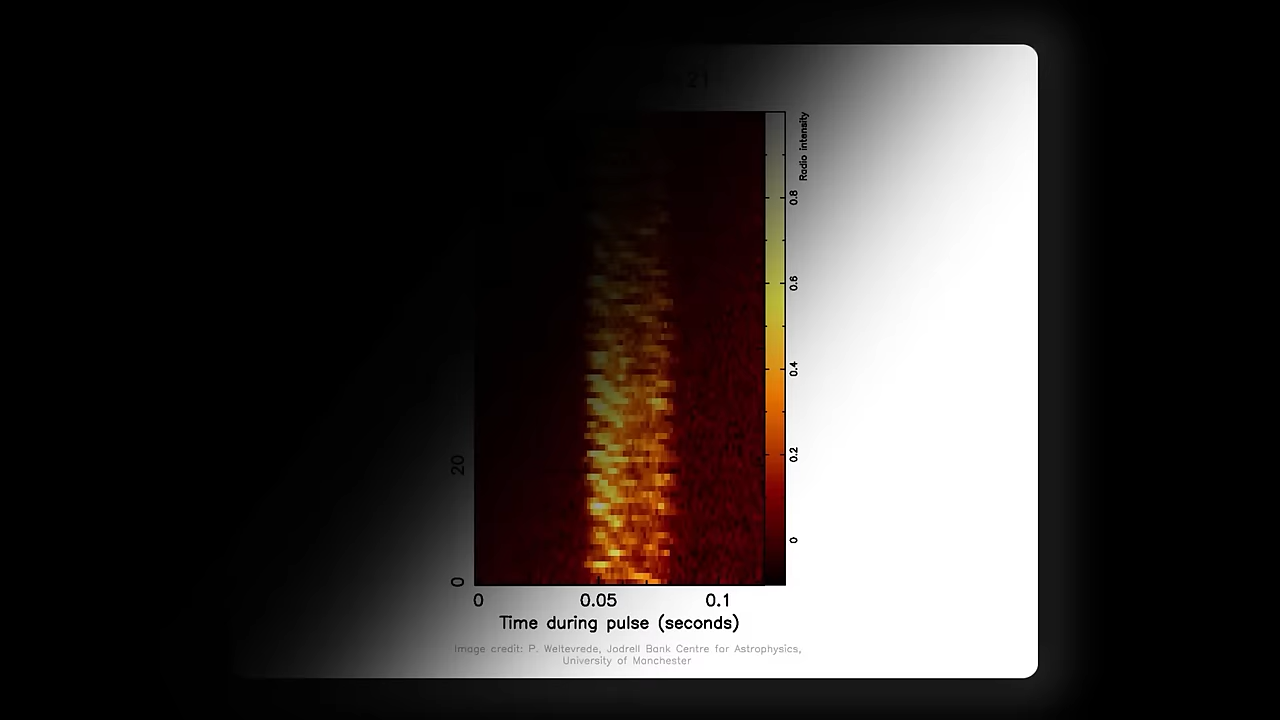 21
Radio intensity
0.8
0.6
0.4
0.2
0
20
0
0 0.05 0.1
Time during pulse (seconds)
Image credit: P. Weltevrede, Jodrell Bank Centre for Astrophysics,
University of Manchester